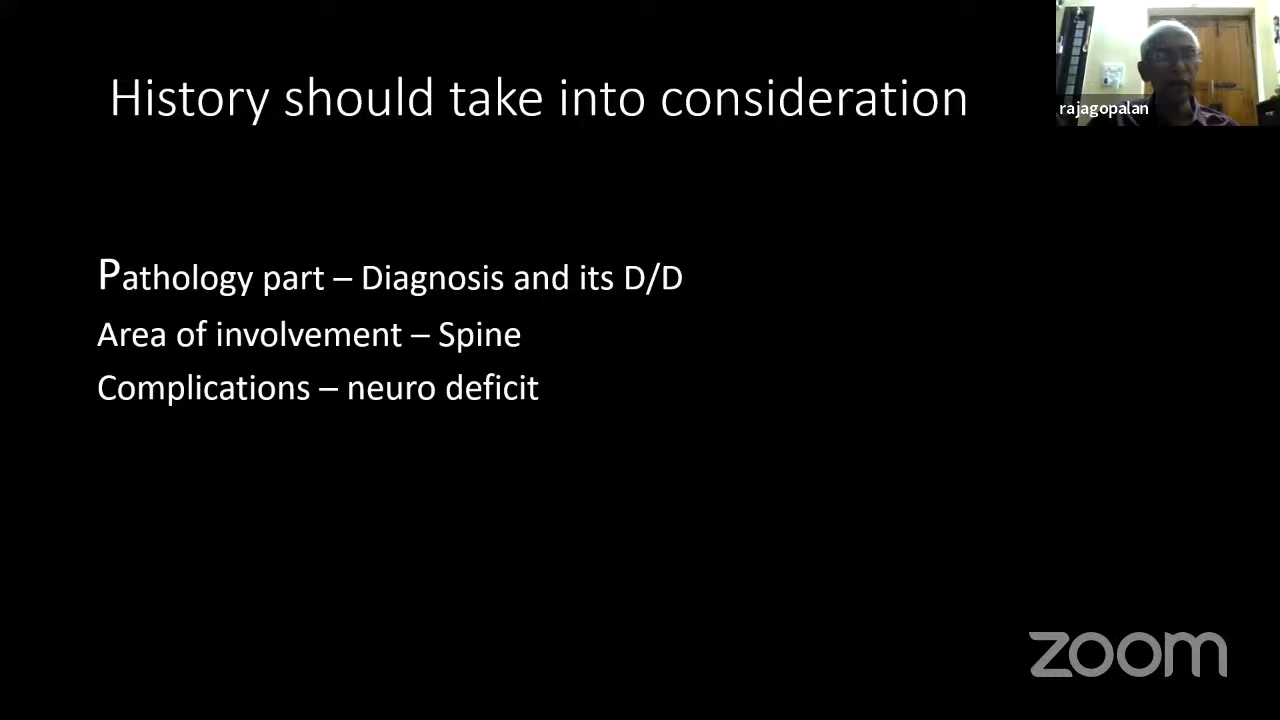 History should take into consideration
rajagopalan
Pathology part – Diagnosis and its D/D
Area of involvement – Spine
Complications – neuro deficit
zoom